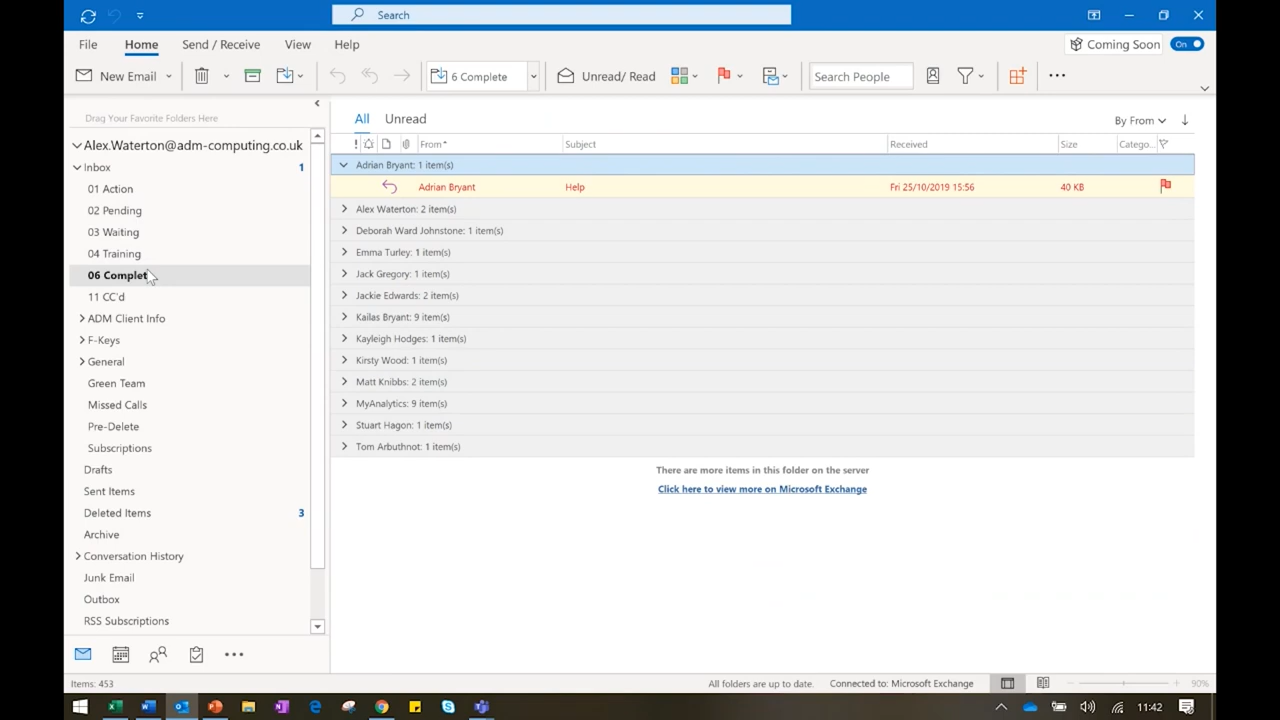 Search
File Home Send / Receive View Help Coming Soon On
New Email 6 Complete Unread/ Read Search People
Drag Your Favorite Folders Here
Alex.Waterton@adm-computing.co.uk
Inbox 1
01 Action
02 Pending
03 Waiting
04 Training
06 Complet
11 CC'd
ADM Client Info
F-Keys
General
Green Team
Missed Calls
Pre-Delete
Subscriptions
Drafts
Sent Items
Deleted Items 3
Archive
Conversation History
Junk Email
Outbox
RSS Subscriptions
All Unread By From
! From Subject Received Size Catego...
Adrian Bryant: 1 item(s)
Adrian Bryant Help Fri 25/10/2019 15:56 40 KB
Alex Waterton: 2 item(s)
Deborah Ward Johnstone: 1 item(s)
Emma Turley: 1 item(s)
Jack Gregory: 1 item(s)
Jackie Edwards: 2 item(s)
Kailas Bryant: 9 item(s)
Kayleigh Hodges: 1 item(s)
Kirsty Wood: 1 item(s)
Matt Knibbs: 2 item(s)
MyAnalytics: 9 item(s)
Stuart Hagon: 1 item(s)
Tom Arbuthnot: 1 item(s)
There are more items in this folder on the server
Click here to view more on Microsoft Exchange
Items: 453 All folders are up to date. Connected to: Microsoft Exchange 90%
11:42